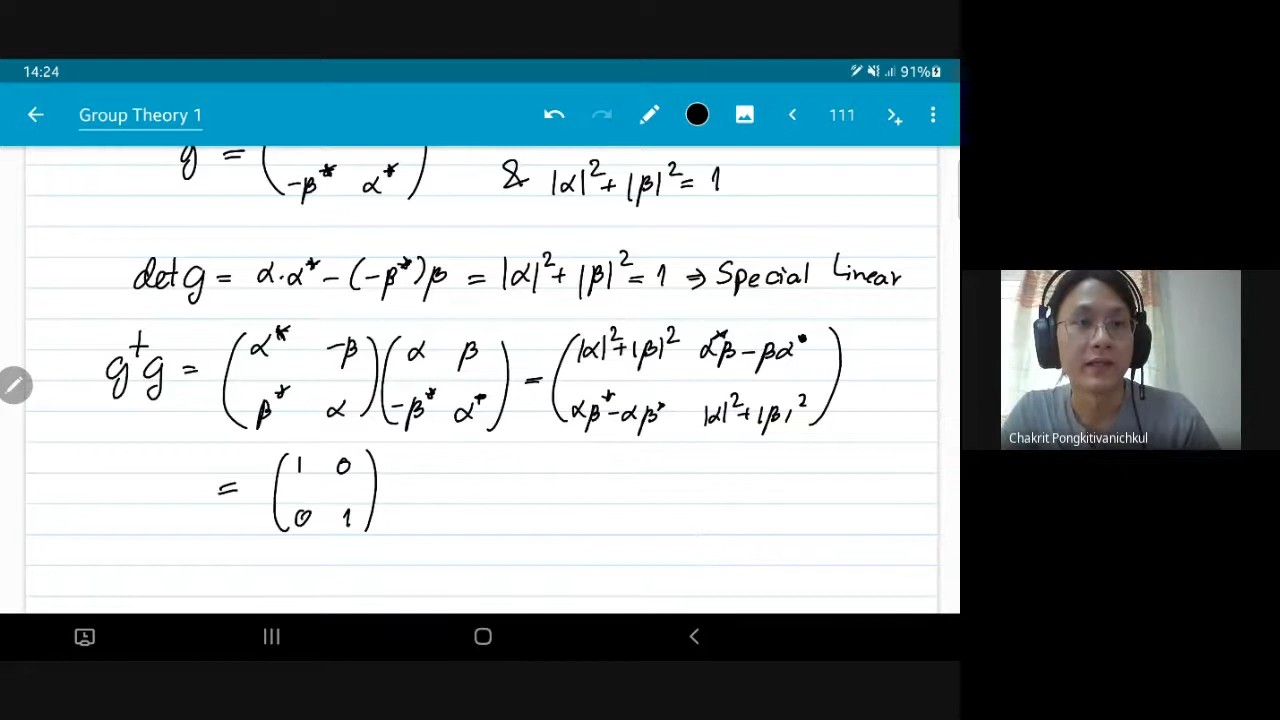 14:24 91%
Group Theory 1 111
g = ( -β* α* ) & |α|²+|β|²= 1
det g = α·α* - (-β*)β = |α|²+ |β|² = 1 ⇒ Special Linear
g†g = ( α* -β ) ( α β ) = ( |α|²+|β|² α*β - βα* )
( β* α ) ( -β* α* ) ( αβ* - αβ* |α|²+|β|² )
= ( 1 0 )
( 0 1 )
Chakrit Pongkitivanichkul